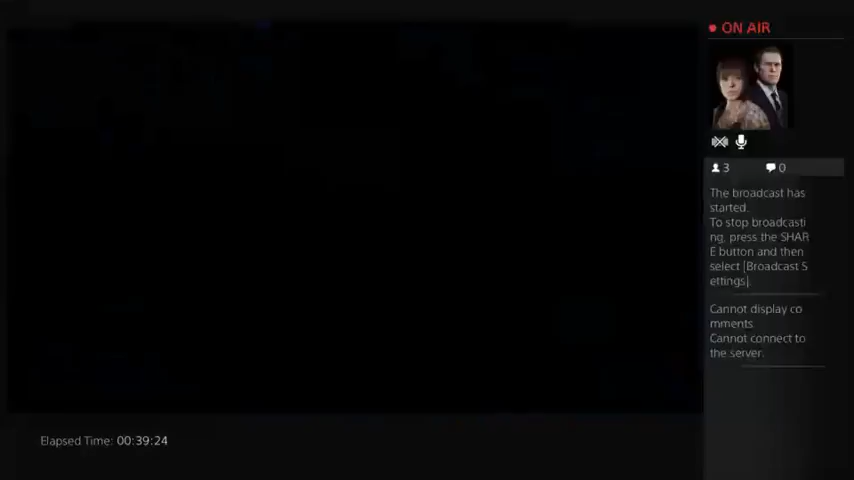 ON AIR
3 0
The broadcast has
started.
To stop broadcasti
ng, press the SHAR
E button and then
select [Broadcast S
ettings].
Cannot display co
mments
Cannot connect to
the server.
Elapsed Time: 00:39:24